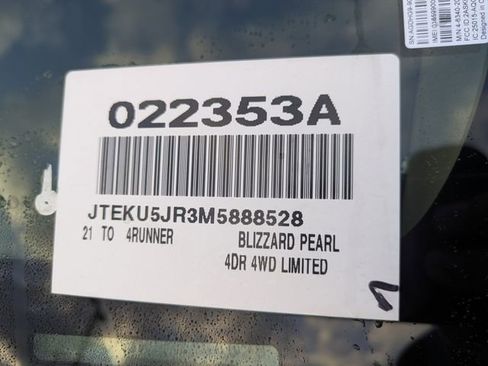 022353A
JTEKU5JR3M5888528
21 TO 4RUNNER BLIZZARD PEARL
4DR 4WD LIMITED